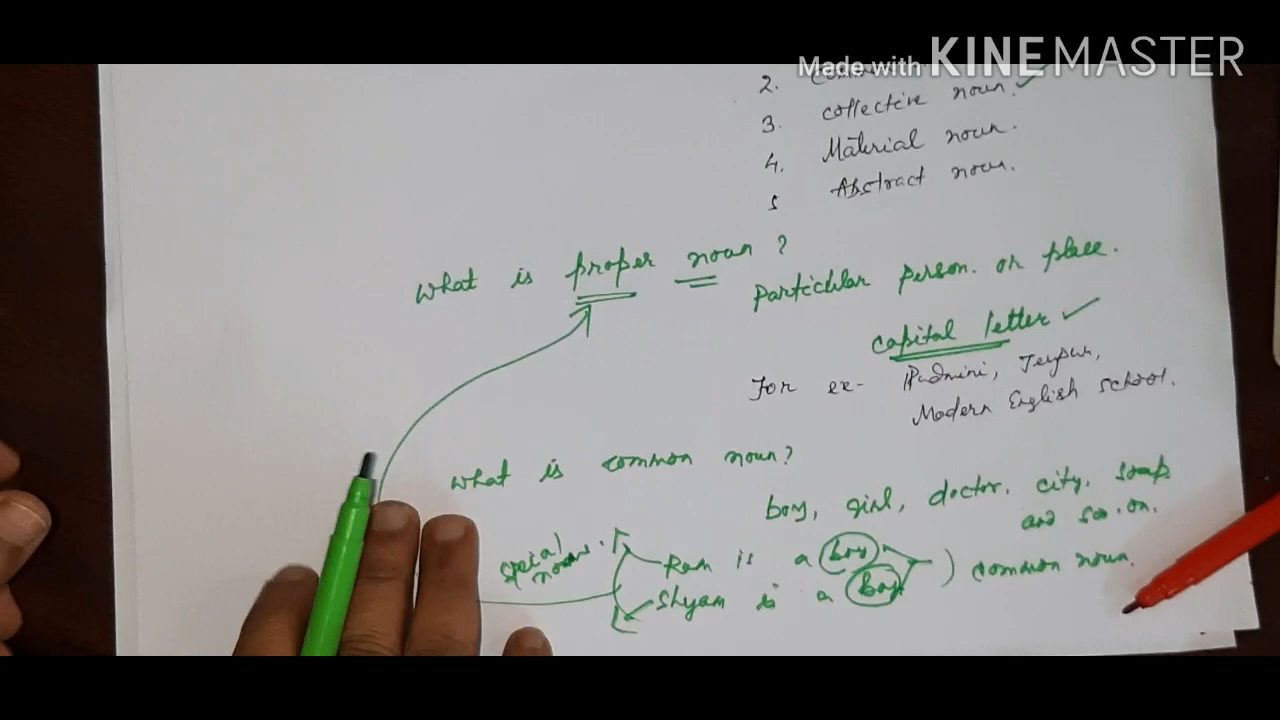 Made with KINEMASTER
2.
3. collective noun.
4. Material noun.
5 Abstract noun.
What is proper noun ?
particular person. or place.
capital letter
For ex- Padmini, Jeypur,
Modern English School.
What is common noun?
boy, girl, doctor, city, soap
and so on.
special noun.
Ram is a boy
Shyam is a boy
common noun.